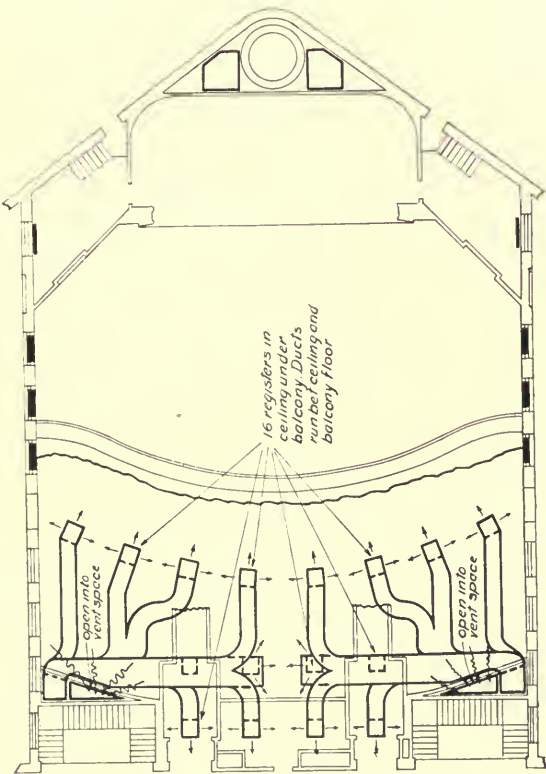 16 registers in
ceiling under
balcony. Ducts
run bet ceiling and
balcony floor
open into
vent space
open into
vent space